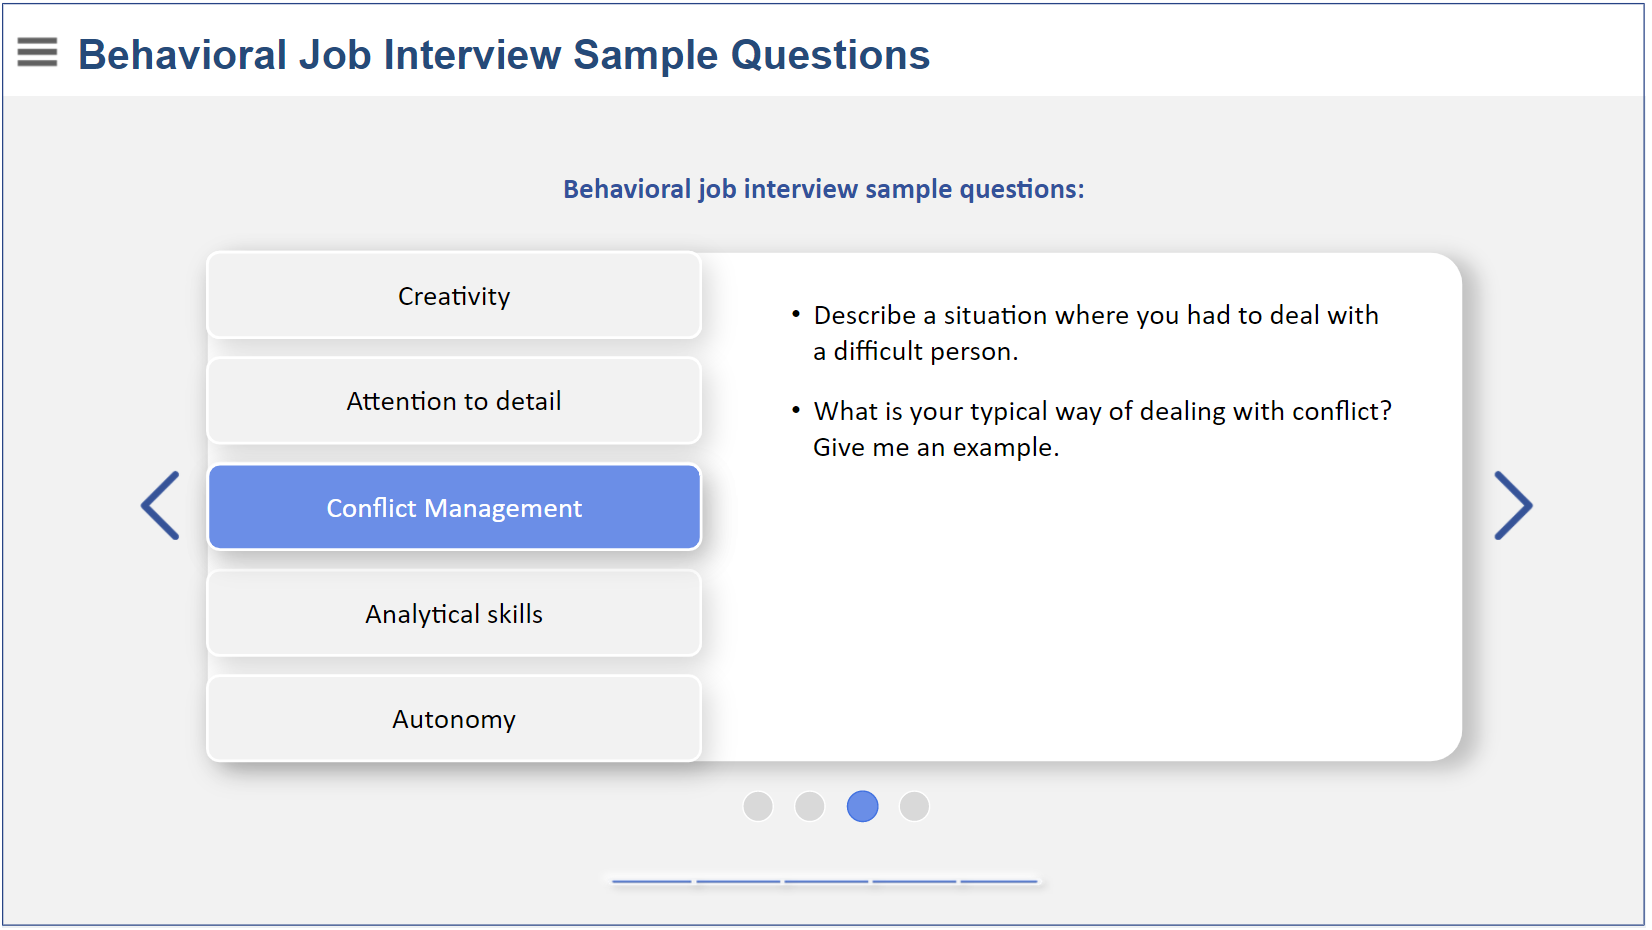 Behavioral Job Interview Sample Questions
Behavioral job interview sample questions:
Creativity
Attention to detail
Conflict Management
Analytical skills
Autonomy
• Describe a situation where you had to deal with
a difficult person.
• What is your typical way of dealing with conflict?
Give me an example.